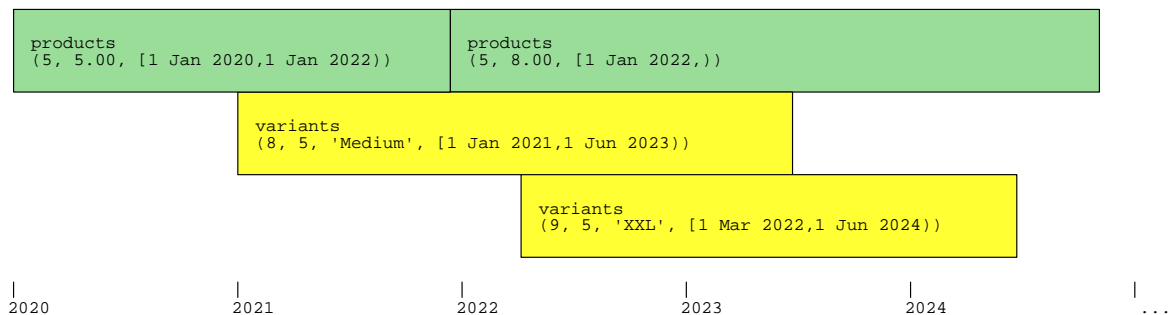 products
(5, 5.00, [1 Jan 2020,1 Jan 2022))
products
(5, 8.00, [1 Jan 2022,))
variants
(8, 5, 'Medium', [1 Jan 2021,1 Jun 2023))
variants
(9, 5, 'XXL', [1 Mar 2022,1 Jun 2024))
2020 2021 2022 2023 2024 ...